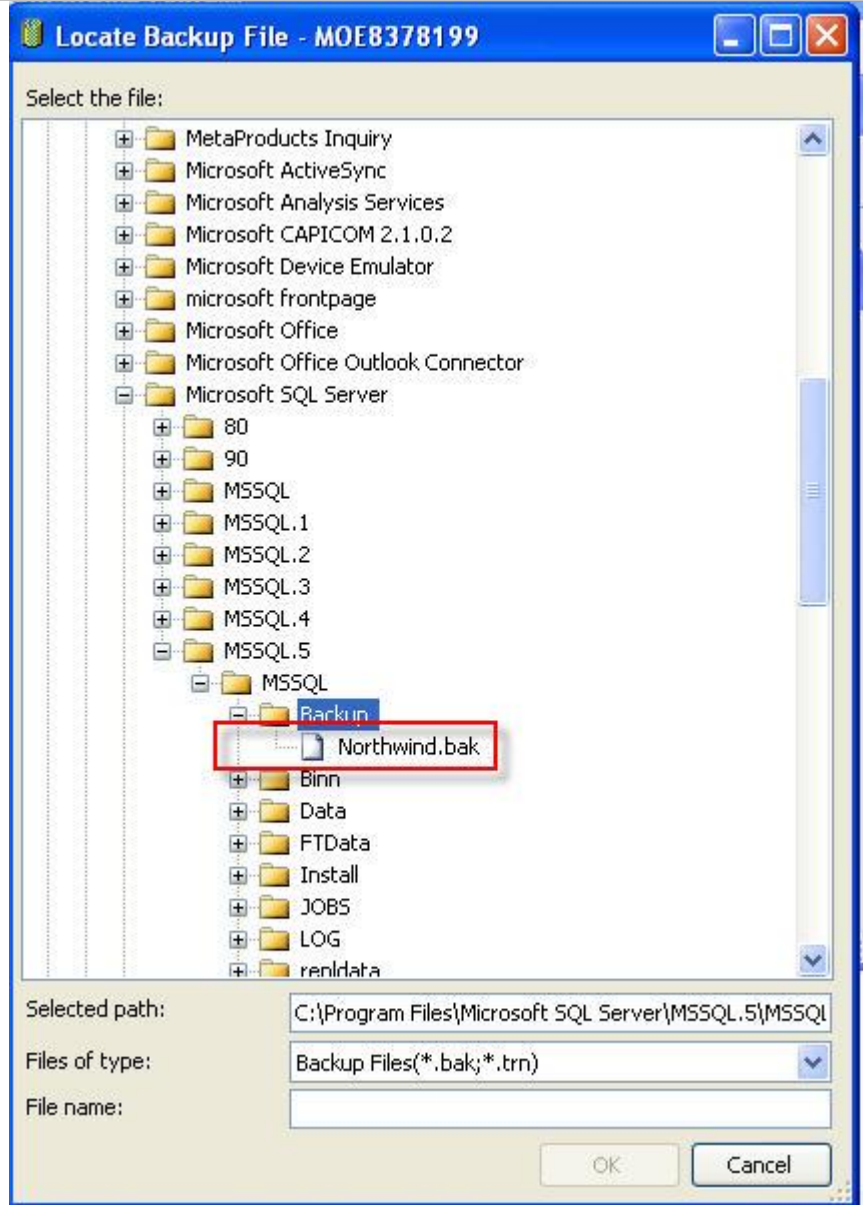 Locate Backup File - MOE8378199
Select the file:
MetaProducts Inquiry
Microsoft ActiveSync
Microsoft Analysis Services
Microsoft CAPICOM 2.1.0.2
Microsoft Device Emulator
microsoft frontpage
Microsoft Office
Microsoft Office Outlook Connector
Microsoft SQL Server
80
90
MSSQL
MSSQL.1
MSSQL.2
MSSQL.3
MSSQL.4
MSSQL.5
MSSQL
Backup
Northwind.bak
Binn
Data
FTData
Install
JOBS
LOG
repldata
Selected path: C:\Program Files\Microsoft SQL Server\MSSQL.5\MSSQL
Files of type: Backup Files(*.bak;*.trn)
File name:
OK Cancel